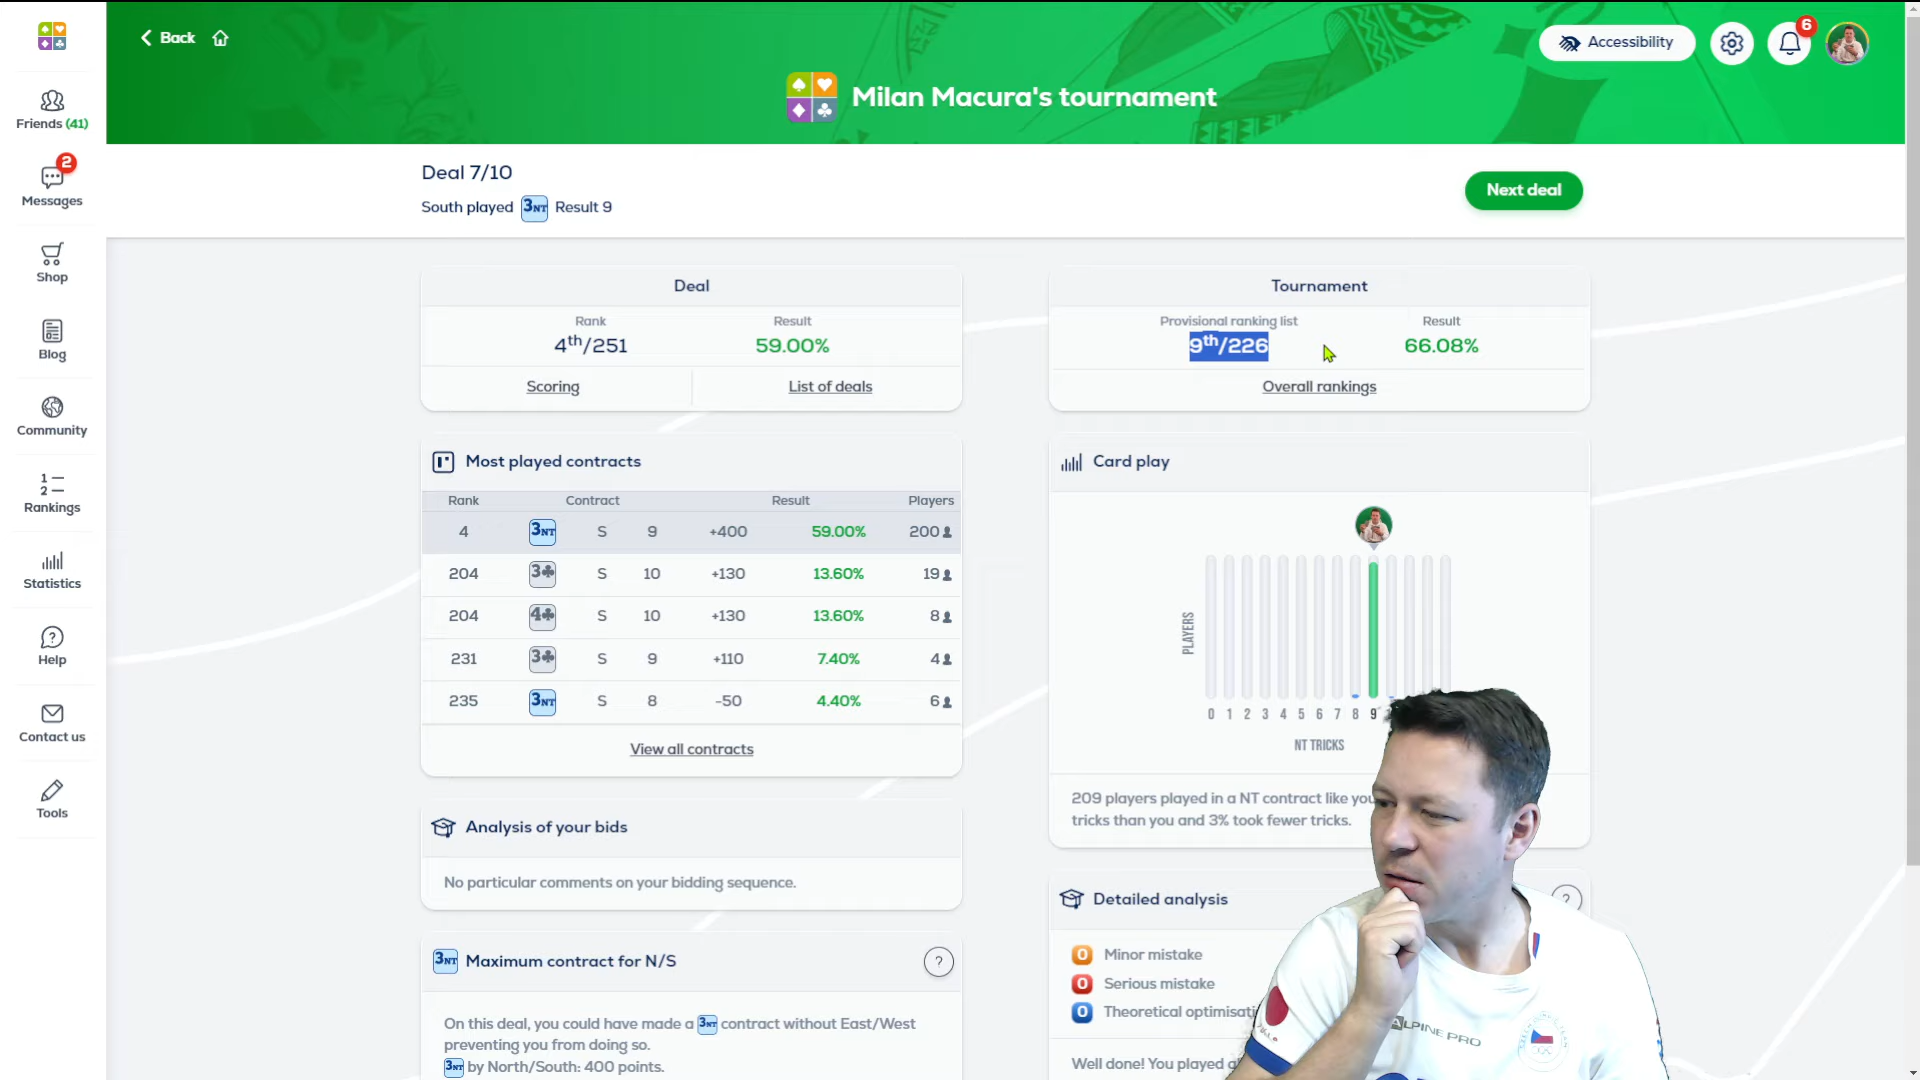 Back
Accessibility
6
Milan Macura's tournament
Friends (41)
2
Messages
Shop
Blog
Community
1
2
Rankings
Statistics
Help
Contact us
Tools
Deal 7/10
South played 3NT Result 9
Next deal
Deal
Rank
Result
4th/251
59.00%
Scoring
List of deals
Tournament
Provisional ranking list
Result
9th/226
66.08%
Overall rankings
Most played contracts
Rank Contract Result Players
4 3NT S 9 +400 59.00% 200
204 3♣ S 10 +130 13.60% 19
204 4♣ S 10 +130 13.60% 8
231 3♣ S 9 +110 7.40% 4
235 3NT S 8 -50 4.40% 6
View all contracts
Card play
PLAYERS
0 1 2 3 4 5 6 7 8 9
NT TRICKS
209 players played in a NT contract like you
tricks than you and 3% took fewer tricks.
Analysis of your bids
No particular comments on your bidding sequence.
Detailed analysis
?
0 Minor mistake
0 Serious mistake
0 Theoretical optimisati
Well done! You played
3NT Maximum contract for N/S
?
On this deal, you could have made a 3NT contract without East/West
preventing you from doing so.
3NT by North/South: 400 points.
ALPINE PRO